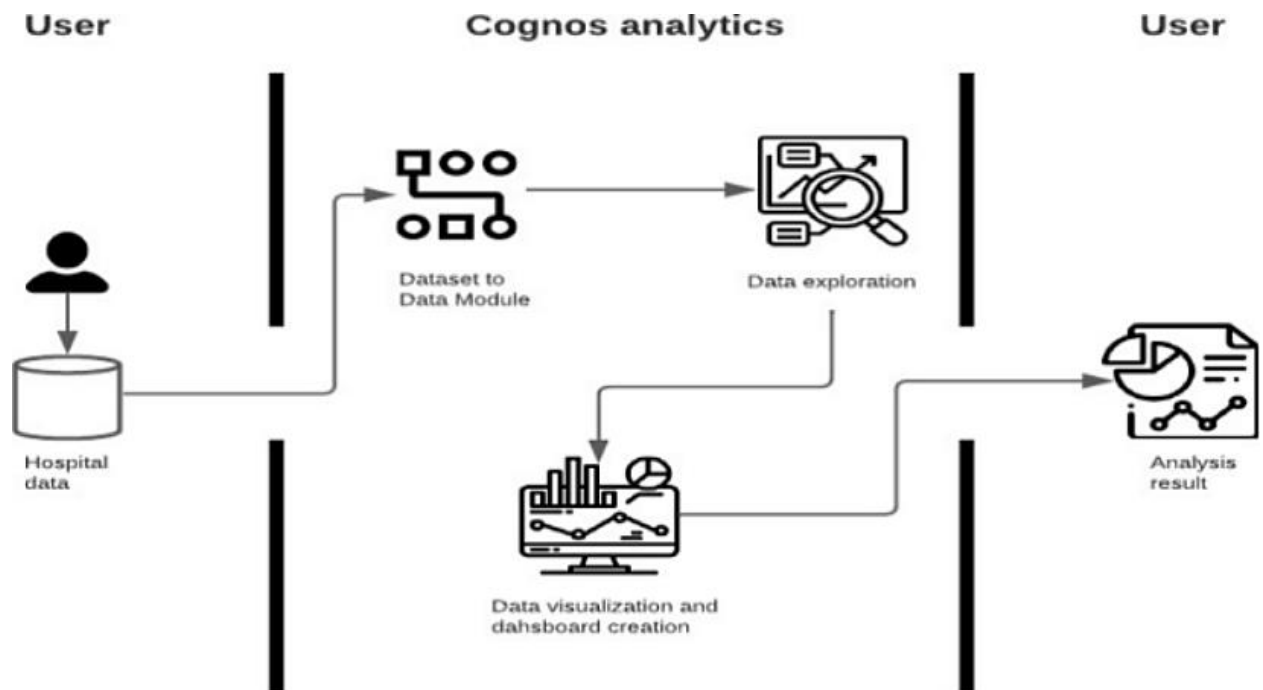 User
Cognos analytics
User
Dataset to
Data Module
Data exploration
Hospital
data
Analysis
result
Data visualization and
dahsboard creation